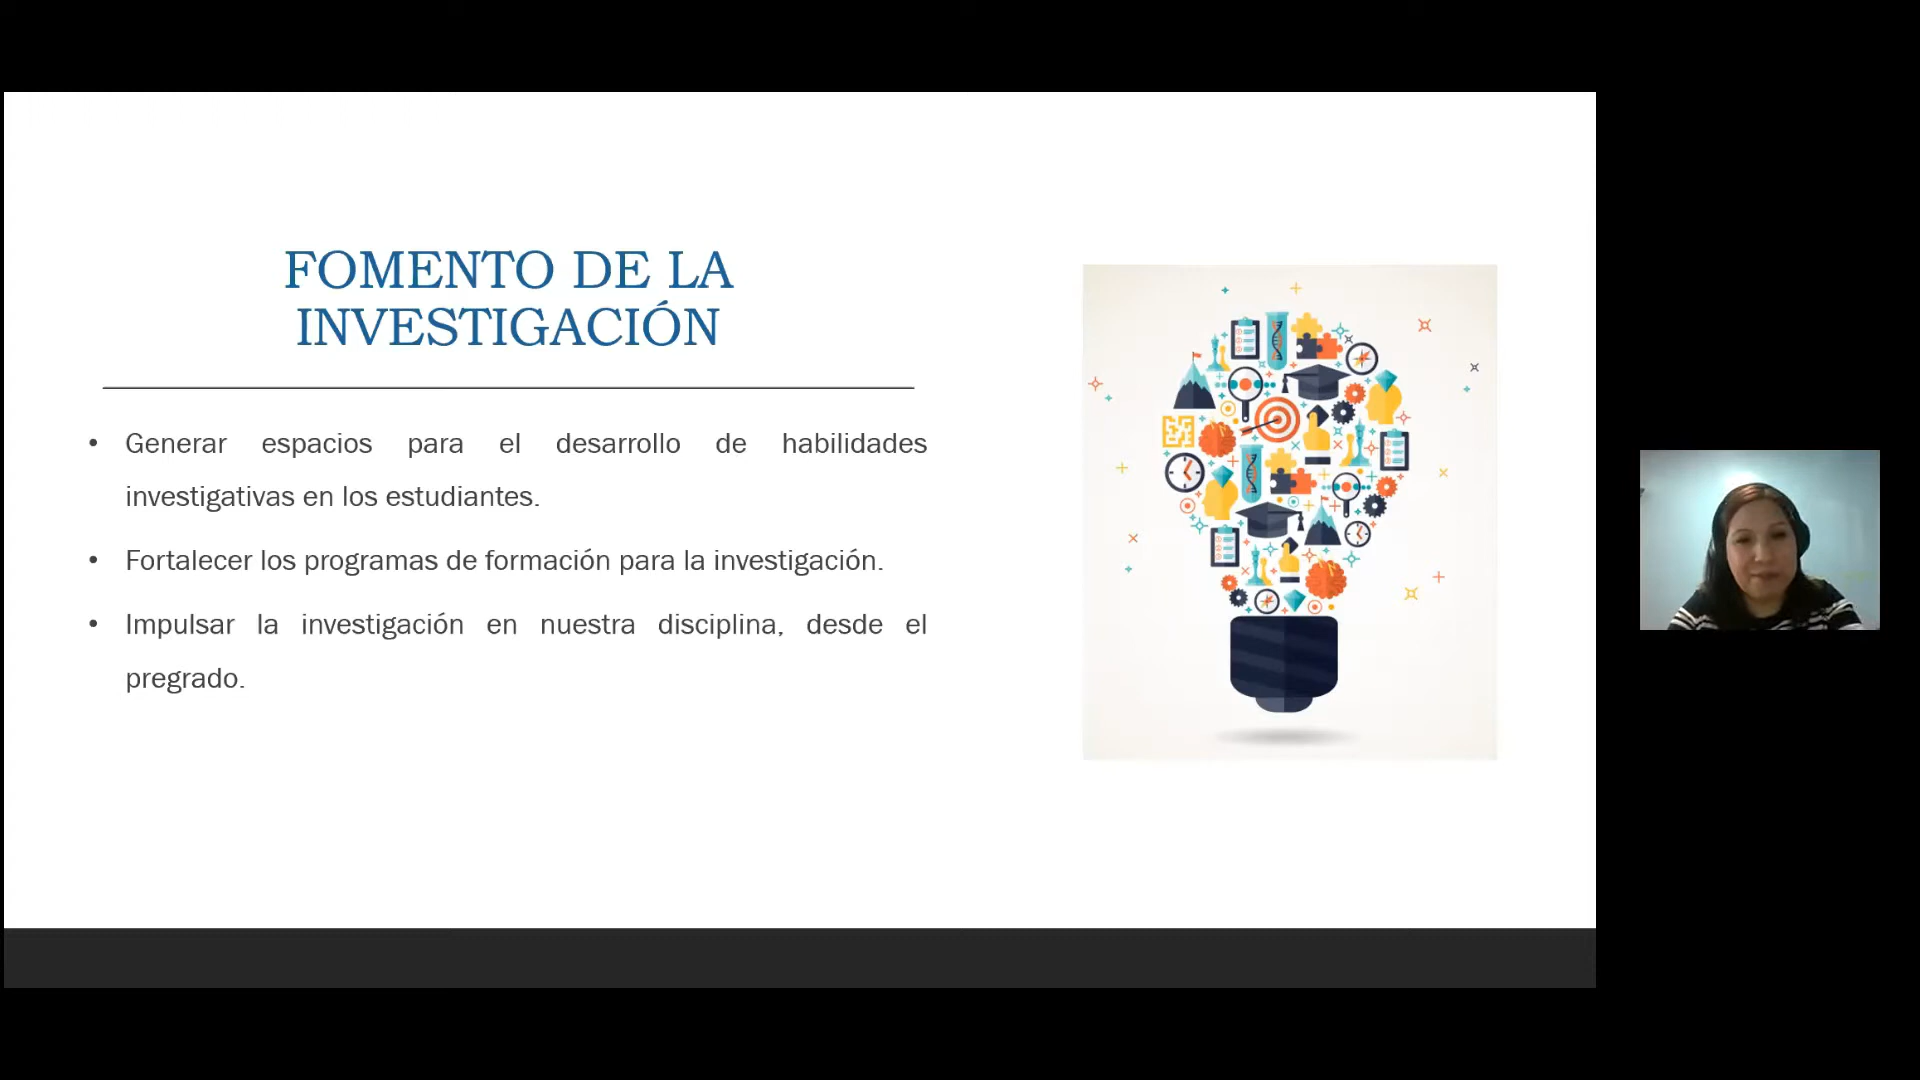 FOMENTO DE LA
INVESTIGACIÓN
• Generar espacios para el desarrollo de habilidades
investigativas en los estudiantes.
• Fortalecer los programas de formación para la investigación.
• Impulsar la investigación en nuestra disciplina, desde el
pregrado.